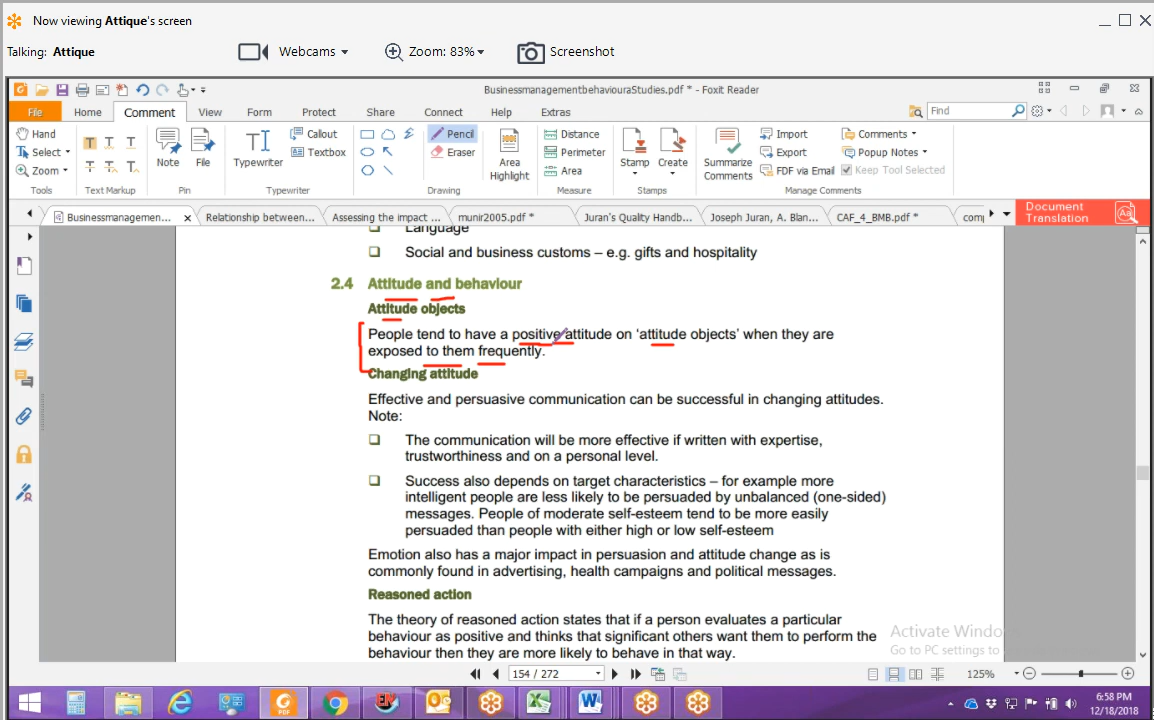 Now viewing Attique's screen
Talking: Attique
Webcams
Zoom: 83%
Screenshot
BusinessmanagementbehaviouraStudies.pdf * - Foxit Reader
File Home Comment View Form Protect Share Connect Help Extras
Find
Hand
Select
Zoom
Tools
Text Markup
Note
File
Pin
Typewriter
Callout
Textbox
Typewriter
Pencil
Eraser
Area
Highlight
Drawing
Distance
Perimeter
Area
Measure
Stamp
Create
Stamps
Summarize
Comments
Import
Export
FDF via Email
Comments
Popup Notes
Keep Tool Selected
Manage Comments
Businessmanagemen...
Relationship between...
Assessing the impact ...
munir2005.pdf *
Juran's Quality Handb...
Joseph Juran, A. Blan...
CAF_4_BMB.pdf *
Document
Translation
Language
Social and business customs – e.g. gifts and hospitality
2.4 Attitude and behaviour
Attitude objects
People tend to have a positive attitude on ‘attitude objects’ when they are
exposed to them frequently.
Changing attitude
Effective and persuasive communication can be successful in changing attitudes.
Note:
The communication will be more effective if written with expertise,
trustworthiness and on a personal level.
Success also depends on target characteristics – for example more
intelligent people are less likely to be persuaded by unbalanced (one-sided)
messages. People of moderate self-esteem tend to be more easily
persuaded than people with either high or low self-esteem
Emotion also has a major impact in persuasion and attitude change as is
commonly found in advertising, health campaigns and political messages.
Reasoned action
The theory of reasoned action states that if a person evaluates a particular
behaviour as positive and thinks that significant others want them to perform the
behaviour then they are more likely to behave in that way.
Activate Windo
Go to PC settings to
154 / 272
125%
6:58 PM
12/18/2018